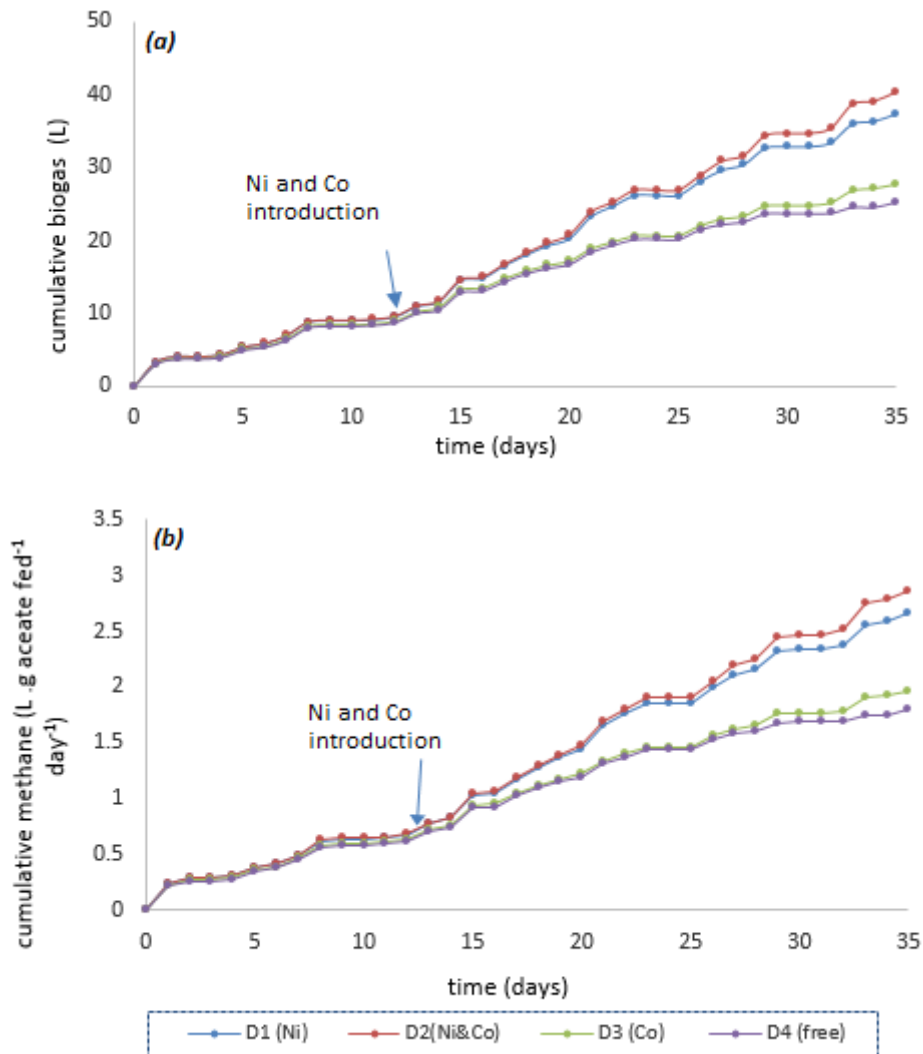 (a)
cumulative biogas (L)
50
40
30
20
10
0
Ni and Co
introduction
0 5 10 15 20 25 30 35
time (days)
(b)
cumulative methane (L .g aceate fed-1
day-1)
3.5
3
2.5
2
1.5
1
0.5
0
Ni and Co
introduction
0 5 10 15 20 25 30 35
time (days)
D1 (Ni) D2(Ni&Co) D3 (Co) D4 (free)